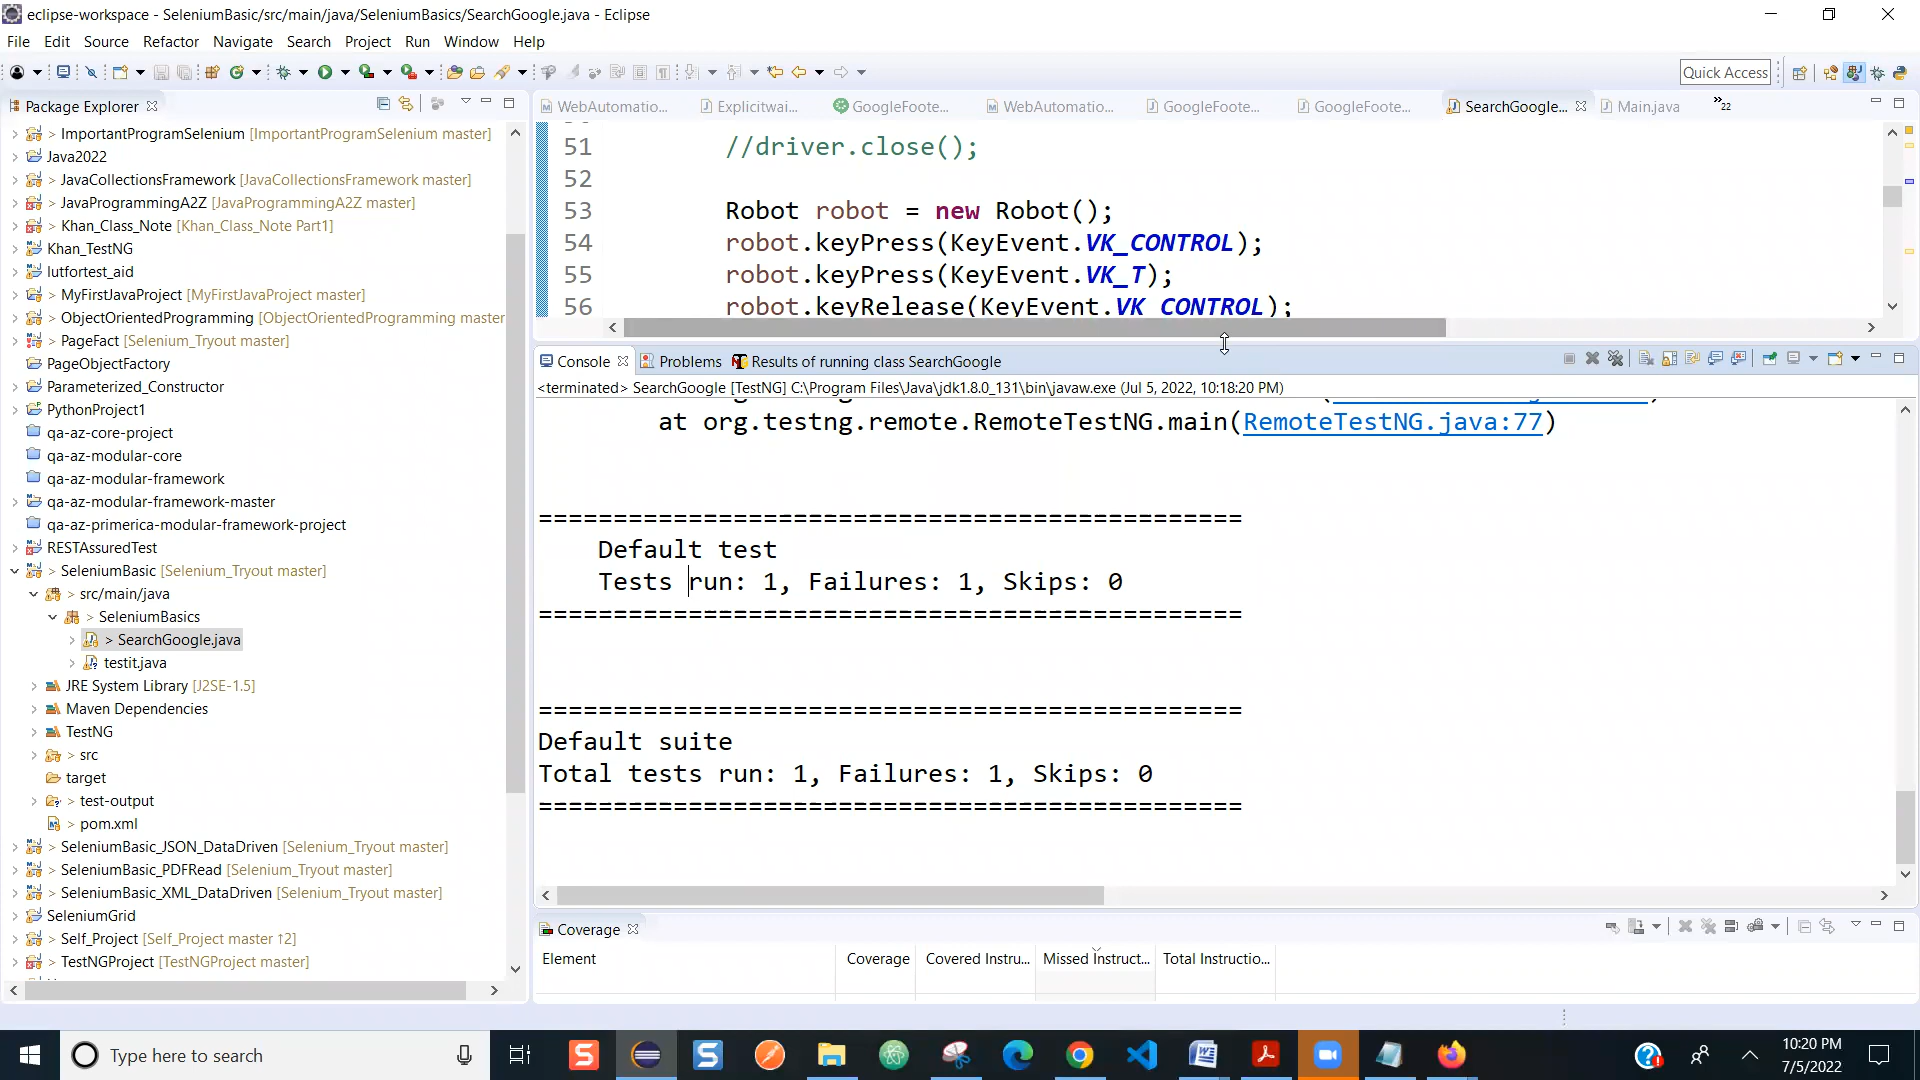 eclipse-workspace - SeleniumBasic/src/main/java/SeleniumBasics/SearchGoogle.java - Eclipse
File Edit Source Refactor Navigate Search Project Run Window Help
Quick Access
Package Explorer
> ImportantProgramSelenium [ImportantProgramSelenium master]
Java2022
> JavaCollectionsFramework [JavaCollectionsFramework master]
> JavaProgrammingA2Z [JavaProgrammingA2Z master]
> Khan_Class_Note [Khan_Class_Note Part1]
Khan_TestNG
lutfortest_aid
> MyFirstJavaProject [MyFirstJavaProject master]
> ObjectOrientedProgramming [ObjectOrientedProgramming master
> PageFact [Selenium_Tryout master]
PageObjectFactory
Parameterized_Constructor
PythonProject1
qa-az-core-project
qa-az-modular-core
qa-az-modular-framework
qa-az-modular-framework-master
qa-az-primerica-modular-framework-project
RESTAssuredTest
> SeleniumBasic [Selenium_Tryout master]
> src/main/java
> SeleniumBasics
> SearchGoogle.java
testit.java
JRE System Library [J2SE-1.5]
Maven Dependencies
TestNG
> src
target
> test-output
> pom.xml
> SeleniumBasic_JSON_DataDriven [Selenium_Tryout master]
> SeleniumBasic_PDFRead [Selenium_Tryout master]
> SeleniumBasic_XML_DataDriven [Selenium_Tryout master]
SeleniumGrid
Self_Project [Self_Project master ↑2]
> TestNGProject [TestNGProject master]
WebAutomatio... Explicitwai... GoogleFoote... WebAutomatio... GoogleFoote... GoogleFoote... SearchGoogle... Main.java »22
51 //driver.close();
52
53 Robot robot = new Robot();
54 robot.keyPress(KeyEvent.VK_CONTROL);
55 robot.keyPress(KeyEvent.VK_T);
56 robot.keyRelease(KeyEvent.VK_CONTROL);
Console Problems Results of running class SearchGoogle
<terminated> SearchGoogle [TestNG] C:\Program Files\Java\jdk1.8.0_131\bin\javaw.exe (Jul 5, 2022, 10:18:20 PM)
at org.testng.remote.RemoteTestNG.main(RemoteTestNG.java:77)
===============================================
Default test
Tests run: 1, Failures: 1, Skips: 0
===============================================
===============================================
Default suite
Total tests run: 1, Failures: 1, Skips: 0
===============================================
Coverage
Element Coverage Covered Instru... Missed Instruct... Total Instructio...
Type here to search
10:20 PM
7/5/2022